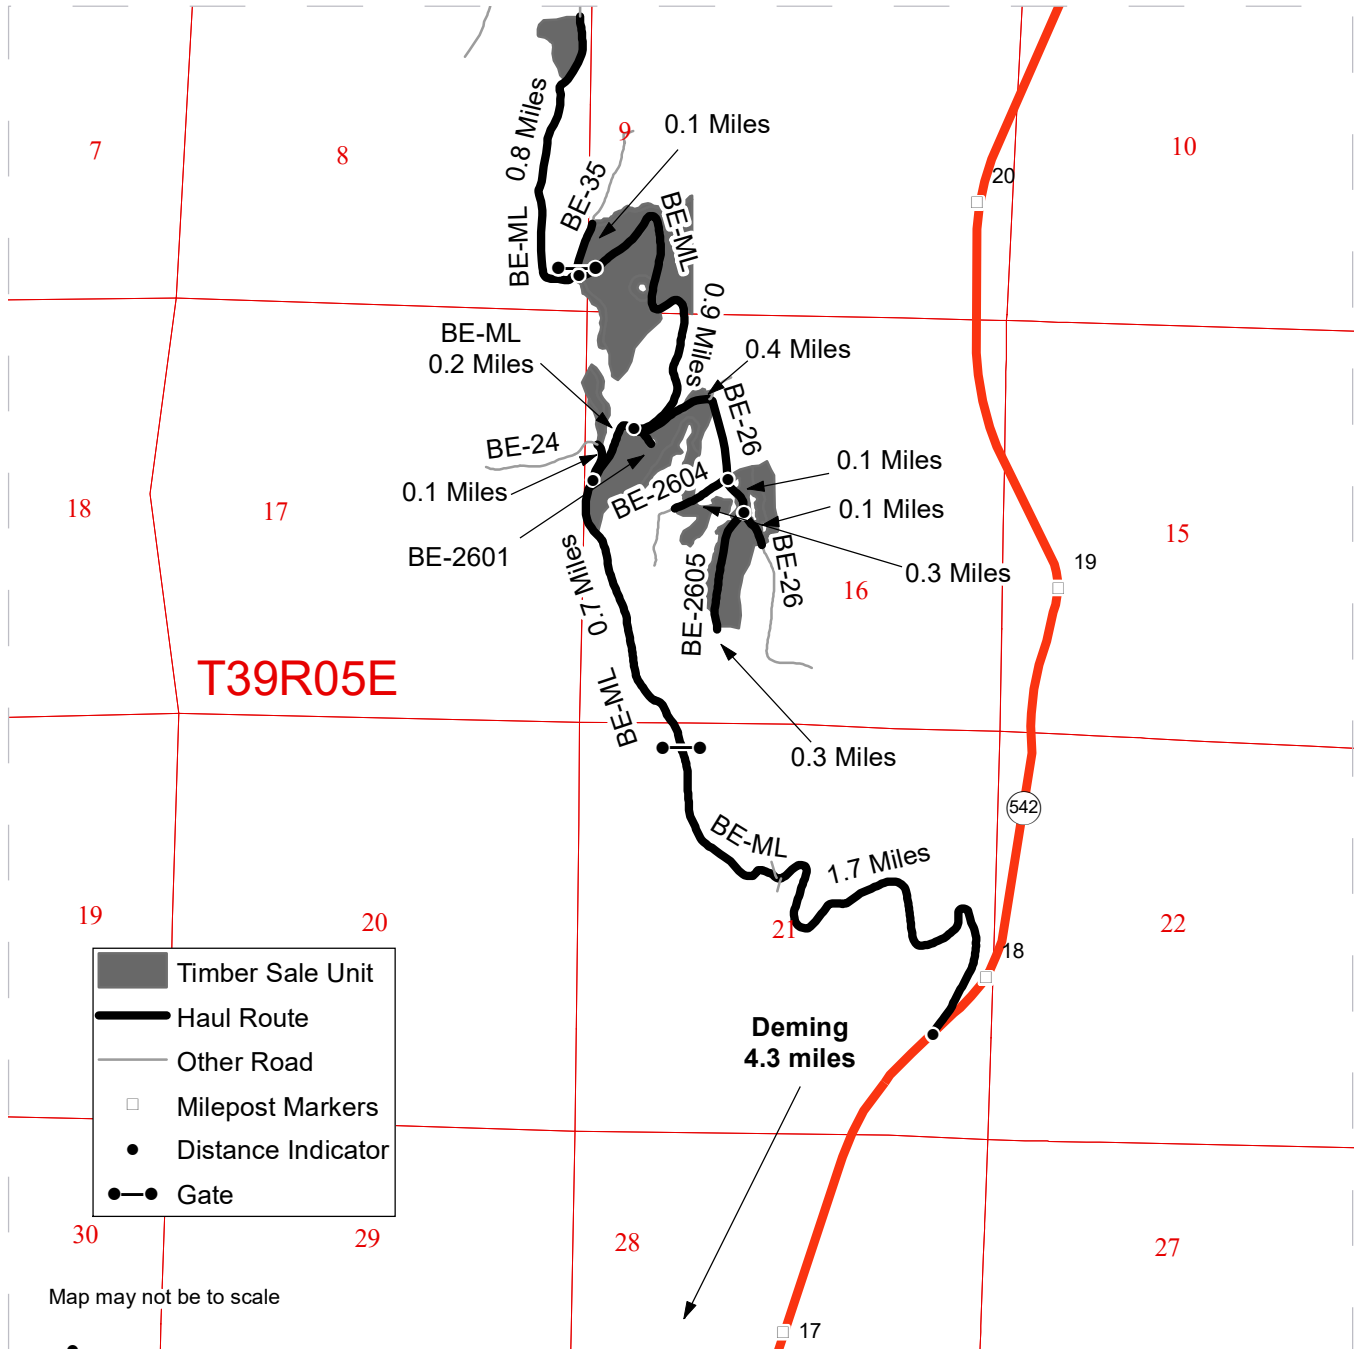 0.8 Miles
9
0.1 Miles
7
8
10
20
BE-35
BE-ML
BE-ML
0.9 Miles
BE-ML
0.2 Miles
0.4 Miles
BE-26
BE-24
0.1 Miles
BE-2604
0.1 Miles
18
17
0.1 Miles
15
BE-2601
0.7 Miles
BE-2605
BE-26
0.3 Miles
16
19
T39R05E
BE-ML
0.3 Miles
542
BE-ML
1.7 Miles
19
20
21
22
18
Timber Sale Unit
Haul Route
Other Road
Milepost Markers
Distance Indicator
Gate
Deming
4.3 miles
30
29
28
27
Map may not be to scale
17